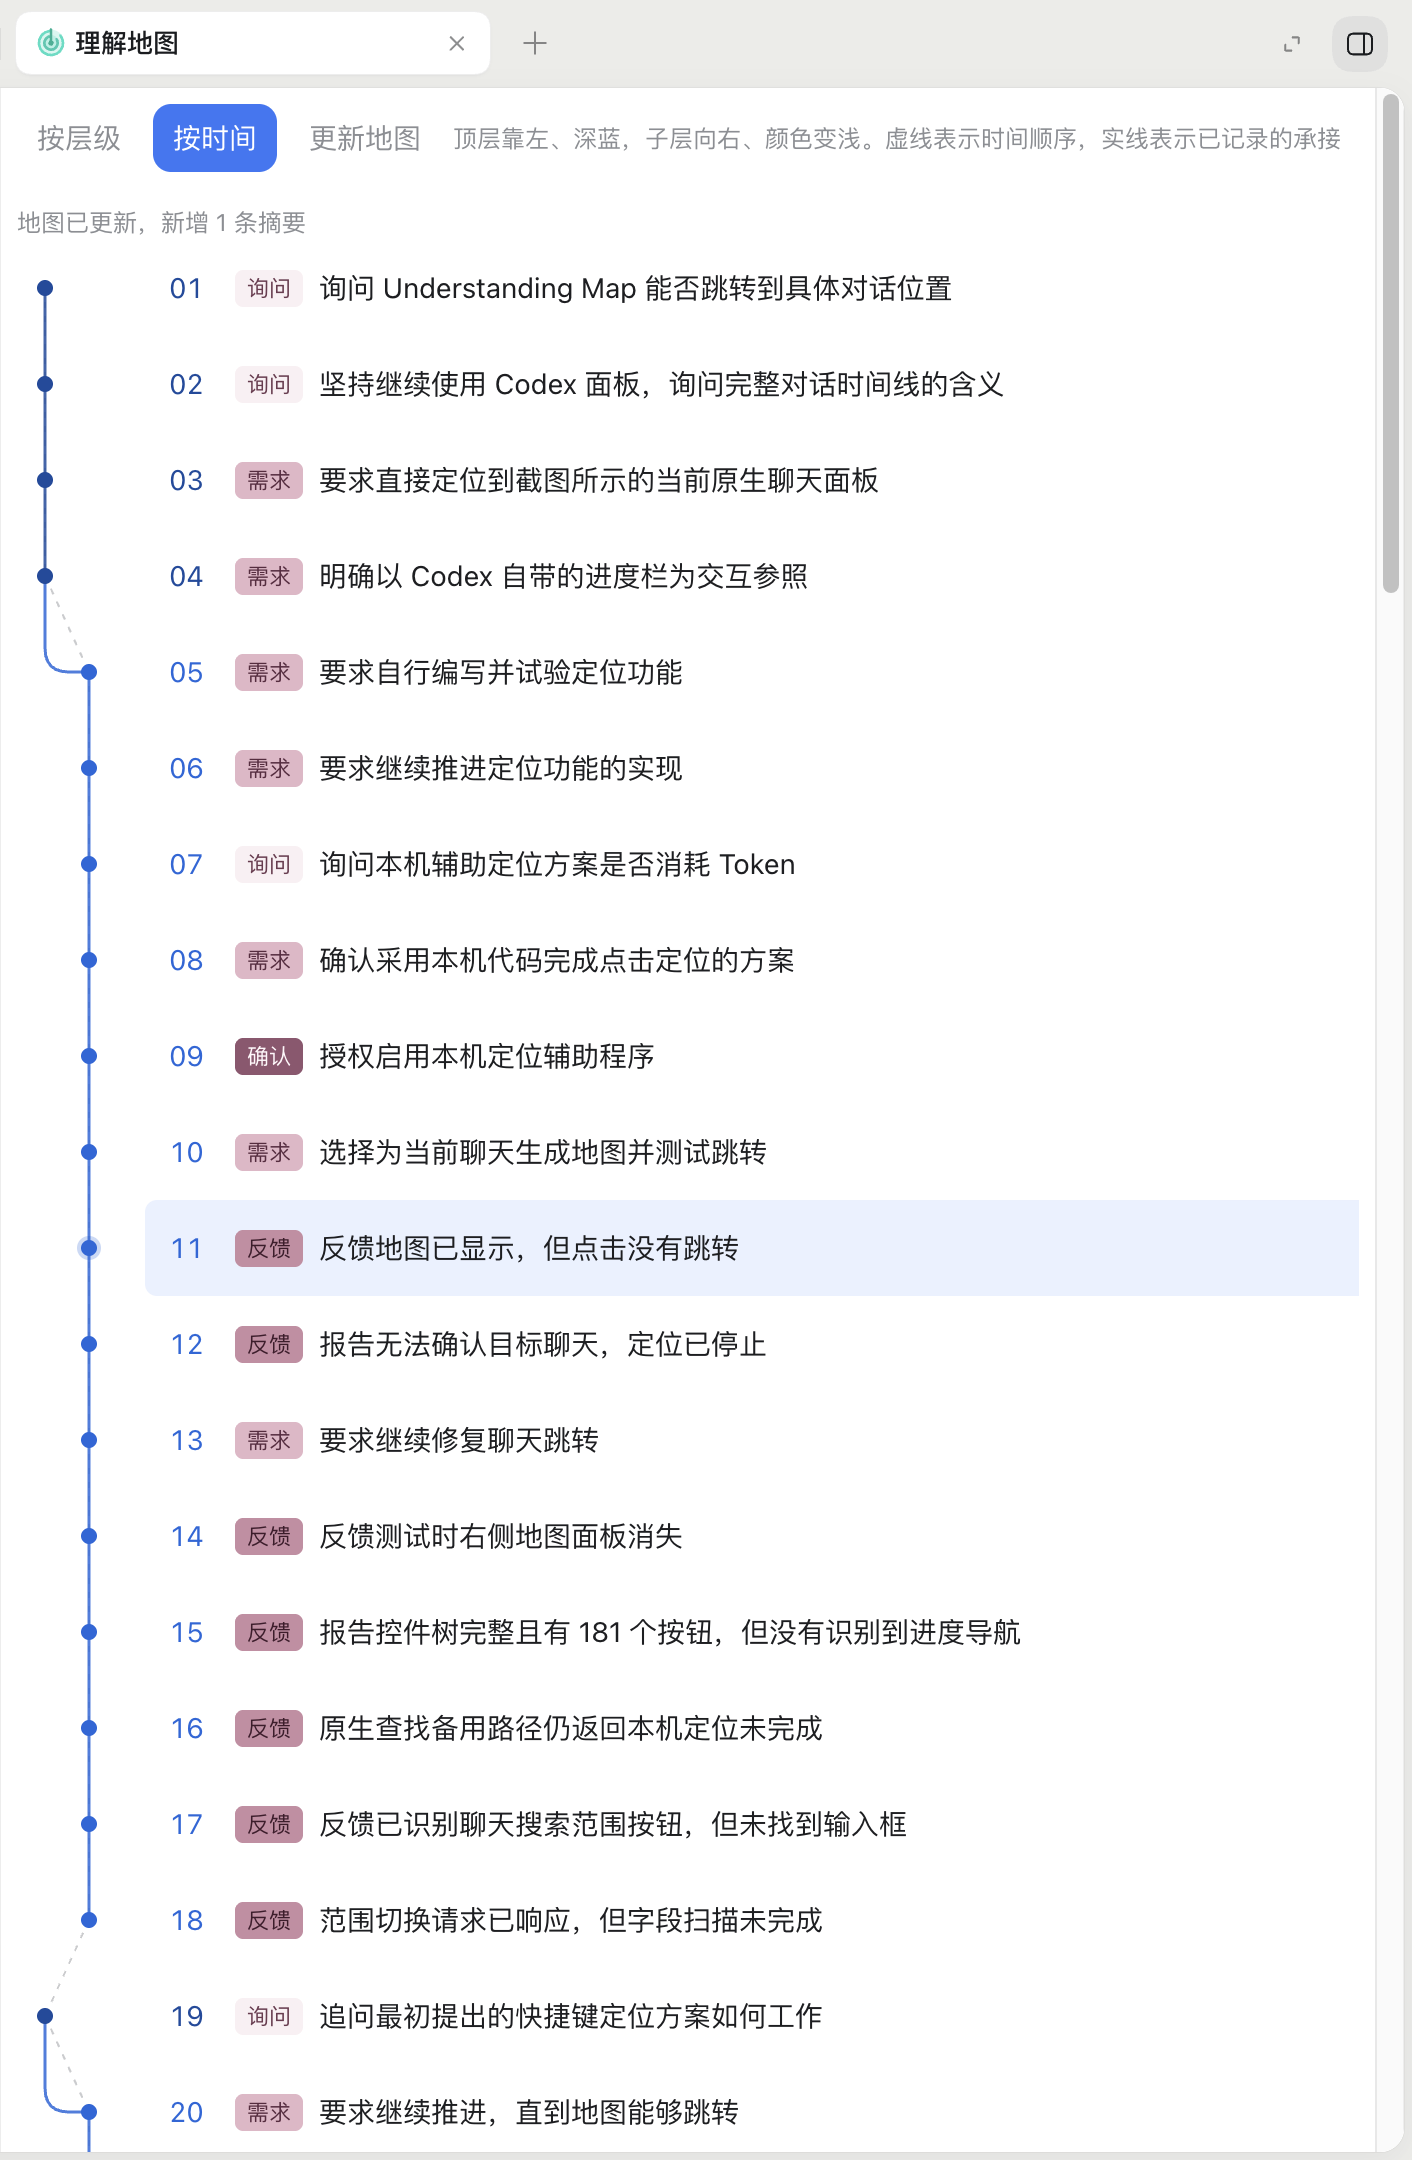 理解地图
按层级 按时间 更新地图 顶层靠左、深蓝，子层向右、颜色变浅。虚线表示时间顺序，实线表示已记录的承接
地图已更新，新增 1 条摘要
01 询问 询问 Understanding Map 能否跳转到具体对话位置
02 询问 坚持继续使用 Codex 面板，询问完整对话时间线的含义
03 需求 要求直接定位到截图所示的当前原生聊天面板
04 需求 明确以 Codex 自带的进度栏为交互参照
05 需求 要求自行编写并试验定位功能
06 需求 要求继续推进定位功能的实现
07 询问 询问本机辅助定位方案是否消耗 Token
08 需求 确认采用本机代码完成点击定位的方案
09 确认 授权启用本机定位辅助程序
10 需求 选择为当前聊天生成地图并测试跳转
11 反馈 反馈地图已显示，但点击没有跳转
12 反馈 报告无法确认目标聊天，定位已停止
13 需求 要求继续修复聊天跳转
14 反馈 反馈测试时右侧地图面板消失
15 反馈 报告控件树完整且有 181 个按钮，但没有识别到进度导航
16 反馈 原生查找备用路径仍返回本机定位未完成
17 反馈 反馈已识别聊天搜索范围按钮，但未找到输入框
18 反馈 范围切换请求已响应，但字段扫描未完成
19 询问 追问最初提出的快捷键定位方案如何工作
20 需求 要求继续推进，直到地图能够跳转